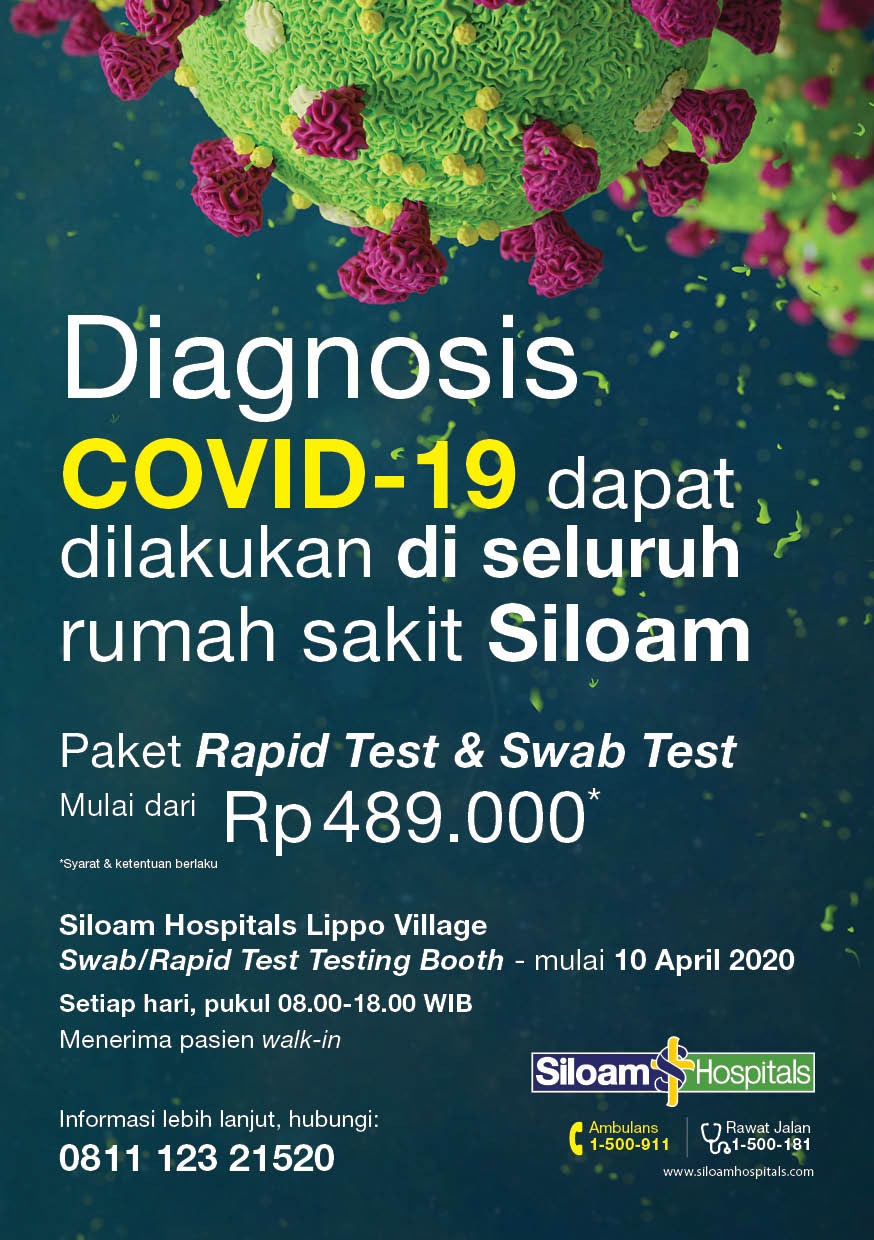 Diagnosis
COVID-19 dapat
dilakukan di seluruh
rumah sakit Siloam
Paket Rapid Test & Swab Test
Mulai dari Rp 489.000*
*Syarat & ketentuan berlaku
Siloam Hospitals Lippo Village
Swab/Rapid Test Testing Booth - mulai 10 April 2020
Setiap hari, pukul 08.00-18.00 WIB
Menerima pasien walk-in
Informasi lebih lanjut, hubungi:
0811 123 21520
Siloam Hospitals
Ambulans
1-500-911
Rawat Jalan
1-500-181
www.siloamhospitals.com